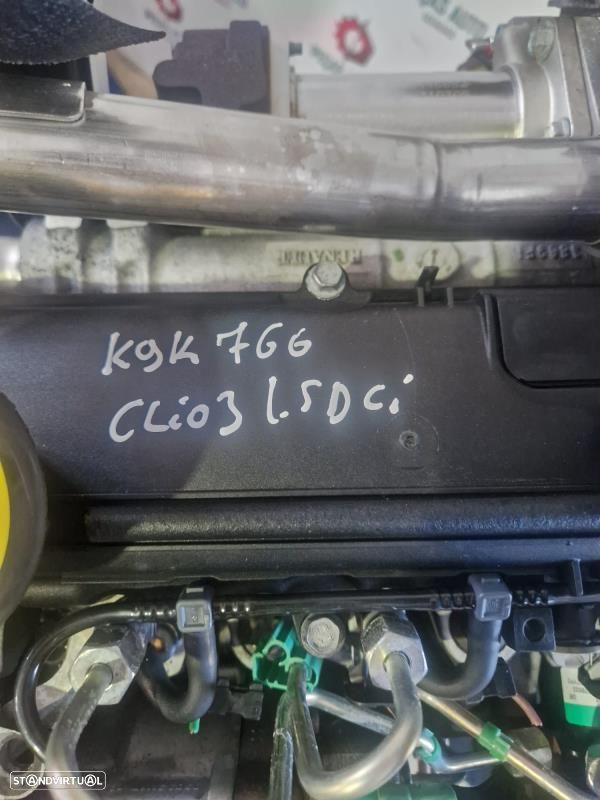 RENAULT
K9K 766
CLiO3 1.5DCi
STANDVIRTUAL